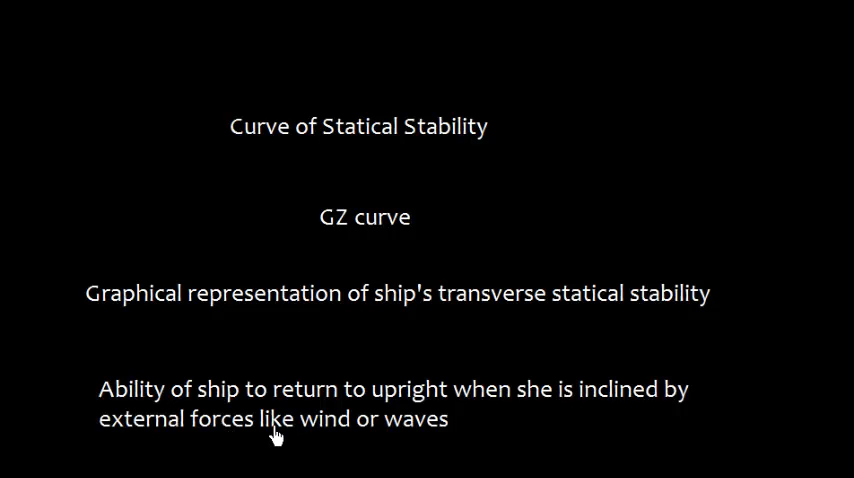 Curve of Statical Stability
GZ curve
Graphical representation of ship's transverse statical stability
Ability of ship to return to upright when she is inclined by
external forces like wind or waves